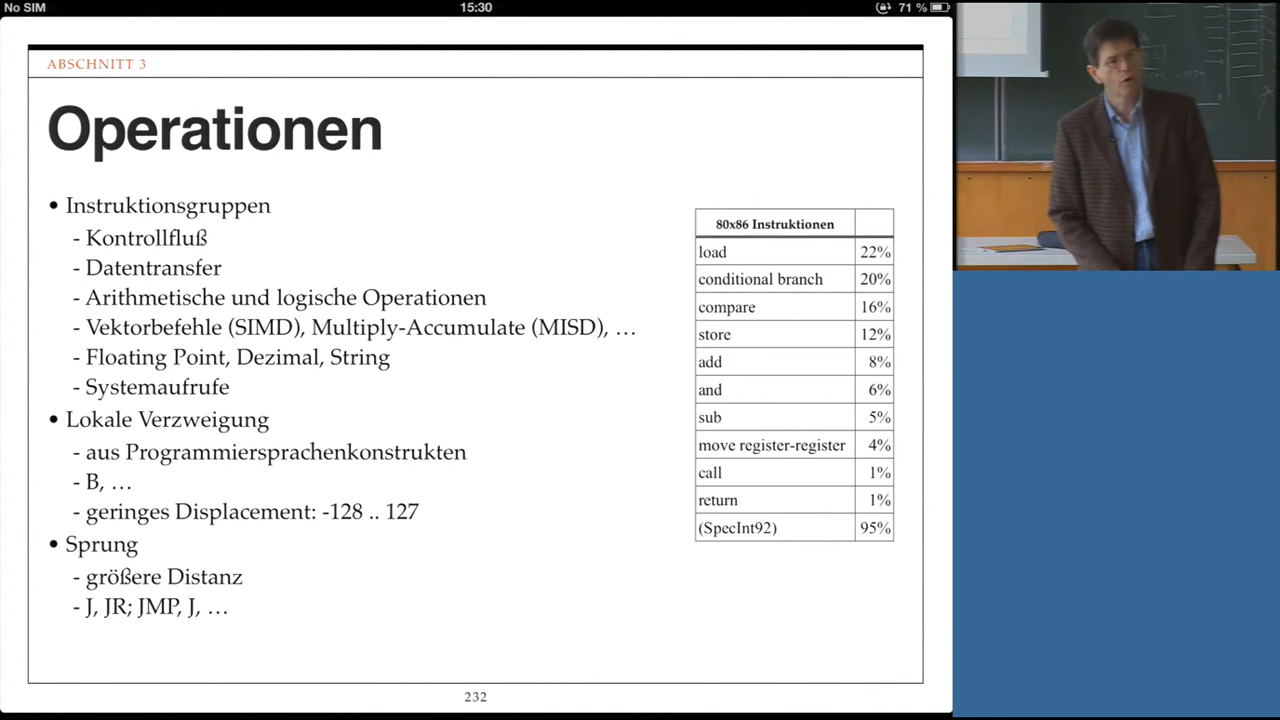 No SIM 15:30 71 %
ABSCHNITT 3
Operationen
• Instruktionsgruppen
- Kontrollfluß
- Datentransfer
- Arithmetische und logische Operationen
- Vektorbefehle (SIMD), Multiply-Accumulate (MISD), …
- Floating Point, Dezimal, String
- Systemaufrufe
• Lokale Verzweigung
- aus Programmiersprachenkonstrukten
- B, …
- geringes Displacement: -128 .. 127
• Sprung
- größere Distanz
- J, JR; JMP, J, …
80x86 Instruktionen
load 22%
conditional branch 20%
compare 16%
store 12%
add 8%
and 6%
sub 5%
move register-register 4%
call 1%
return 1%
(SpecInt92) 95%
232